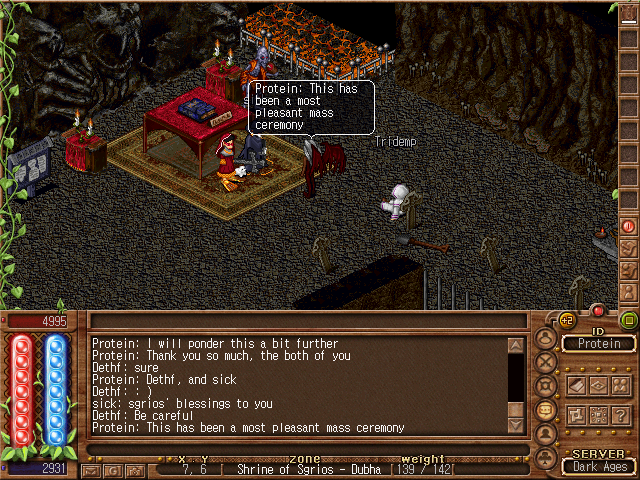 Protein: This has
been a most
pleasant mass
ceremony
Tridemp
4995
+2
ID
Protein
Protein: I will ponder this a bit further
Protein: Thank you so much, the both of you
Dethf: sure
Protein: Dethf, and sick
Dethf: : )
sick: sgrios' blessings to you
Dethf: Be careful
Protein: This has been a most pleasant mass ceremony
x Y zone weight
2931
G
7, 6 [ Shrine of Sgrios - Dubha [139 / 142[
?
SERVER
Dark Ages